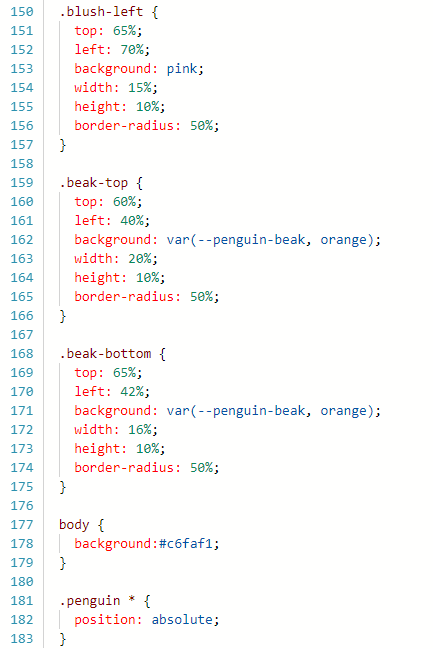 150 .blush-left {
151   top: 65%;
152   left: 70%;
153   background: pink;
154   width: 15%;
155   height: 10%;
156   border-radius: 50%;
157 }
158
159 .beak-top {
160   top: 60%;
161   left: 40%;
162   background: var(--penguin-beak, orange);
163   width: 20%;
164   height: 10%;
165   border-radius: 50%;
166 }
167
168 .beak-bottom {
169   top: 65%;
170   left: 42%;
171   background: var(--penguin-beak, orange);
172   width: 16%;
173   height: 10%;
174   border-radius: 50%;
175 }
176
177 body {
178   background:#c6faf1;
179 }
180
181 .penguin * {
182   position: absolute;
183 }